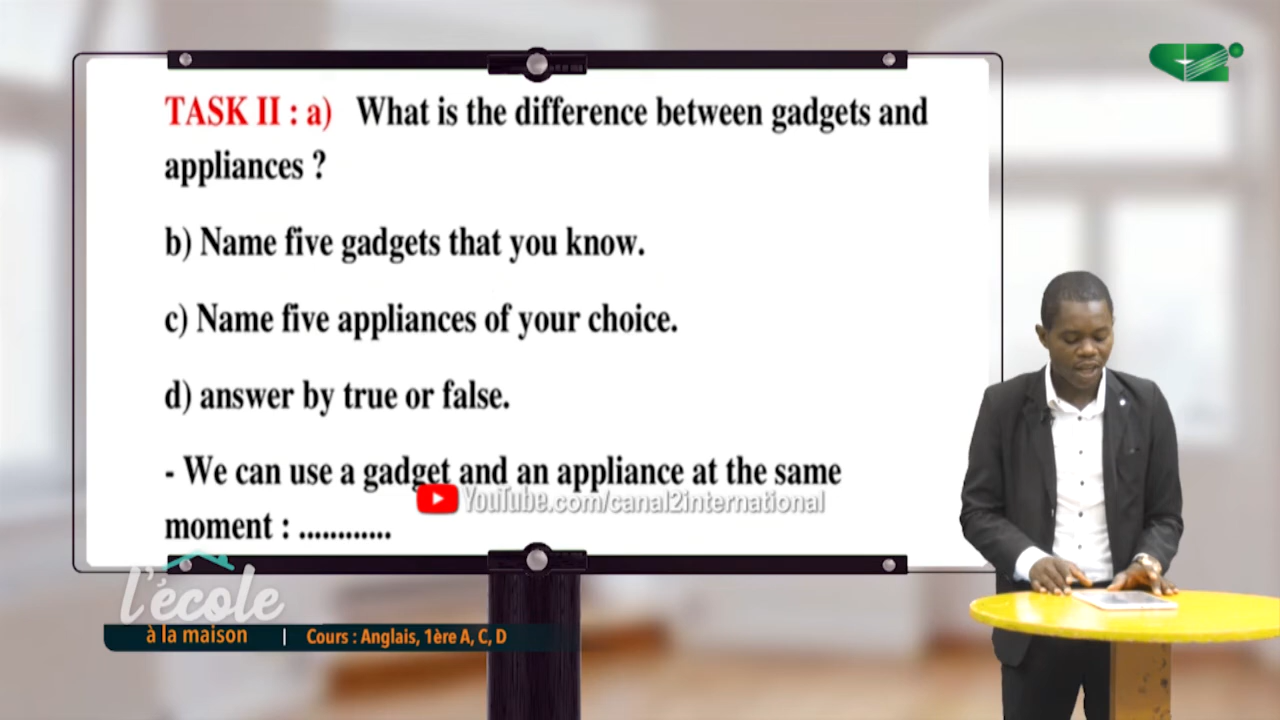 TASK II : a) What is the difference between gadgets and
appliances ?
b) Name five gadgets that you know.
c) Name five appliances of your choice.
d) answer by true or false.
- We can use a gadget and an appliance at the same
moment : ............
YouTube.com/canal2international
l'école
à la maison | Cours : Anglais, 1ère A, C, D